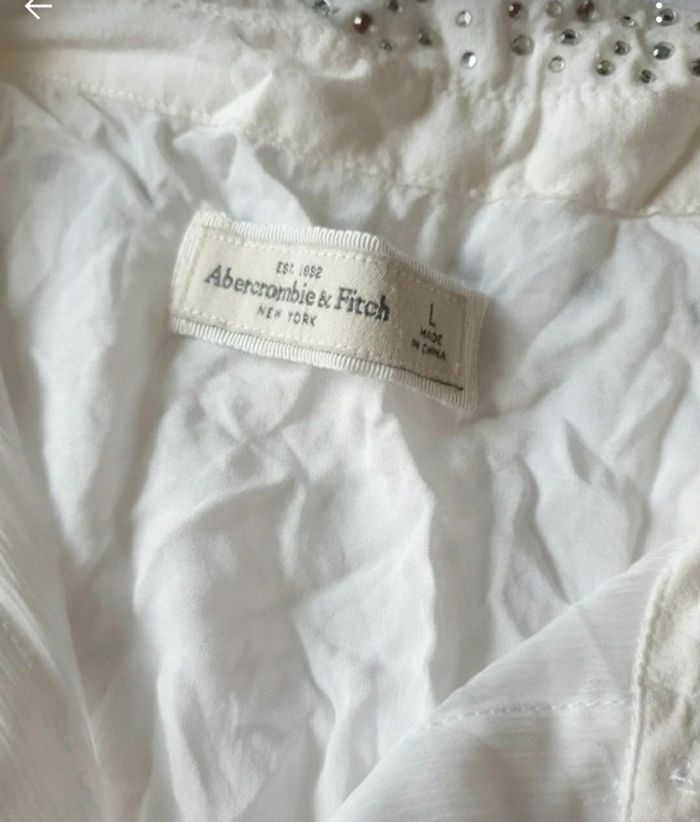 EST. 1892
Abercrombie & Fitch
NEW YORK
L
MADE
IN CHINA